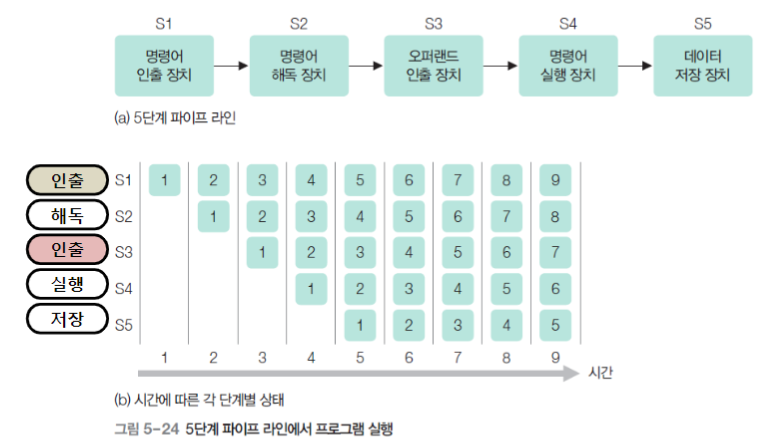 S1 S2 S3 S4 S5
명령어 인출 장치
명령어 해독 장치
오퍼랜드 인출 장치
명령어 실행 장치
데이터 저장 장치
(a) 5단계 파이프 라인
인출 S1 1 2 3 4 5 6 7 8 9
해독 S2 1 2 3 4 5 6 7 8
인출 S3 1 2 3 4 5 6 7
실행 S4 1 2 3 4 5 6
저장 S5 1 2 3 4 5
1 2 3 4 5 6 7 8 9
시간
(b) 시간에 따른 각 단계별 상태
그림 5-24 5단계 파이프 라인에서 프로그램 실행